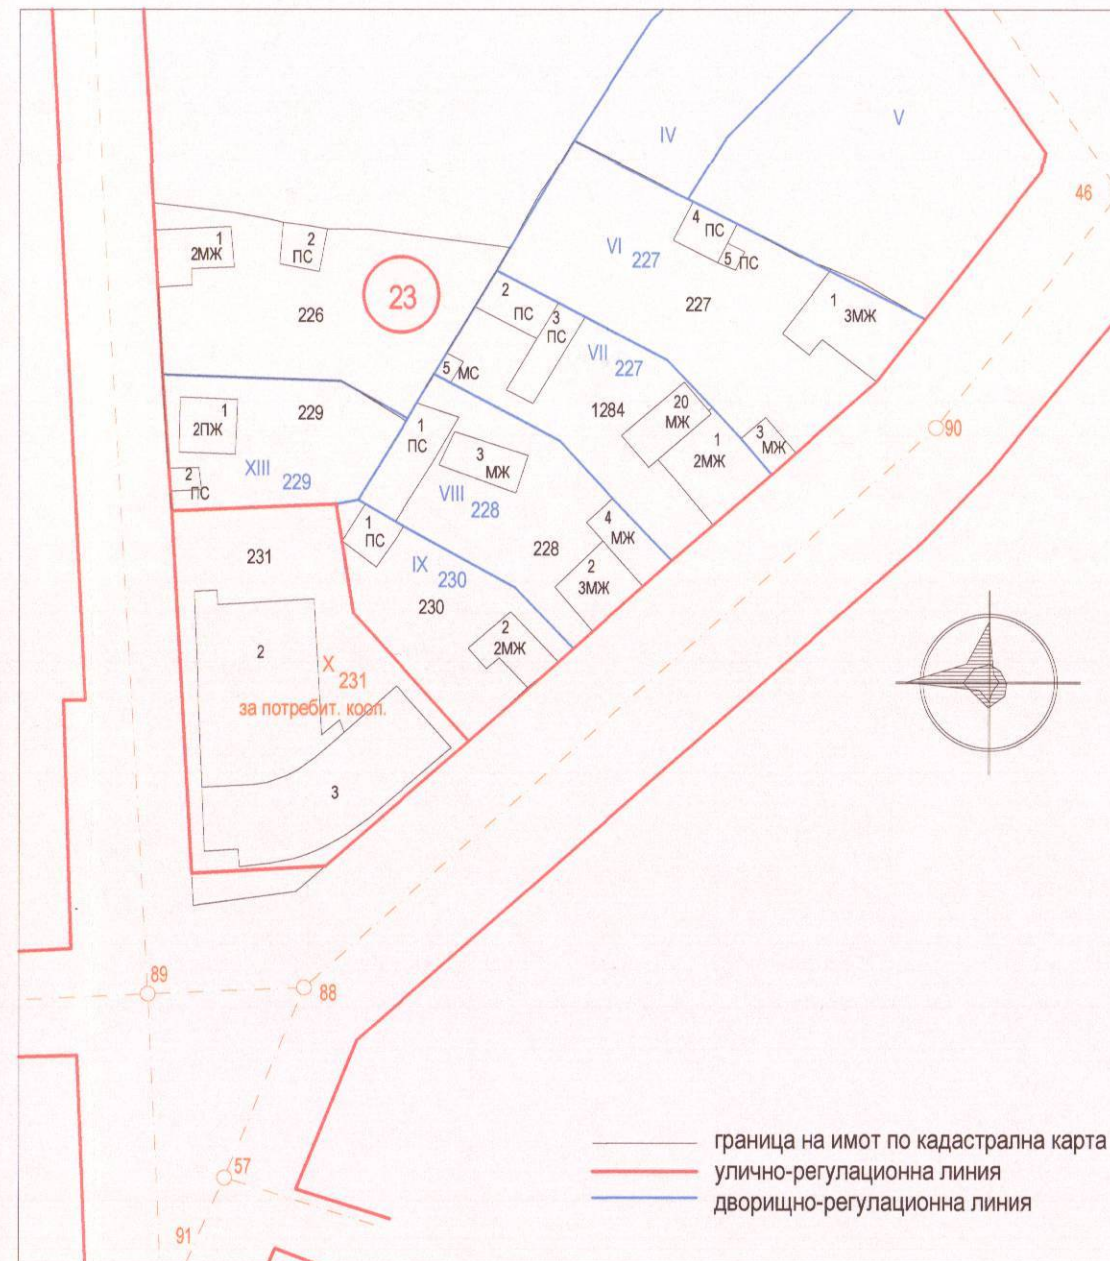 IV
V
46
4
ПС
5 ПС
VI 227
1
2МЖ
2
ПС
23
226
227
1
3МЖ
2
ПС
3
ПС
VII 227
5 МС
1284
20
МЖ
1
2МЖ
3
МЖ
90
1
2ПЖ
229
XIII 229
2
ПС
1
ПС
3
МЖ
VIII 228
4
МЖ
228
2
3МЖ
1
ПС
IX 230
230
2
2МЖ
231
2
X 231
за потребит. кооп.
3
89
88
57
91
граница на имот по кадастрална карта
улично-регулационна линия
дворищно-регулационна линия